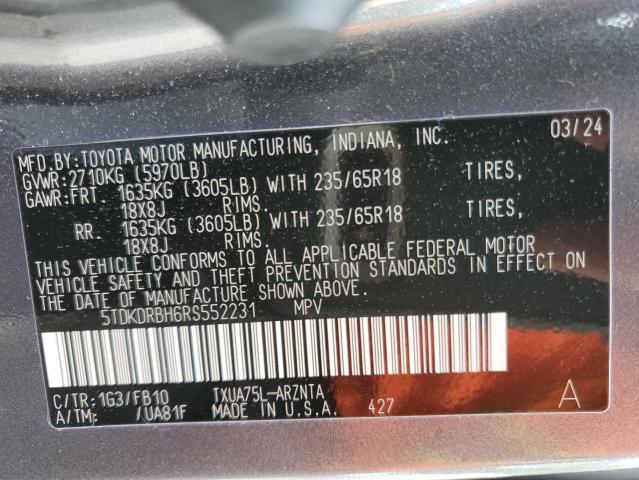 MFD.BY:TOYOTA MOTOR MANUFACTURING, INDIANA, INC. 03/24
GVWR:2710KG (5970LB)
GAWR:FRT 1635KG (3605LB) WITH 235/65R18 TIRES,
18X8J RIMS.
RR 1635KG (3605LB) WITH 235/65R18 TIRES,
18X8J RIMS.
THIS VEHICLE CONFORMS TO ALL APPLICABLE FEDERAL MOTOR
VEHICLE SAFETY AND THEFT PREVENTION STANDARDS IN EFFECT ON
THE DATE OF MANUFACTURE SHOWN ABOVE.
5TDKDRBH6RS552231 MPV
C/TR:1G3/FB10 TXUA75L-ARZNTA A
A/TM: /UA81F MADE IN U.S.A. 427